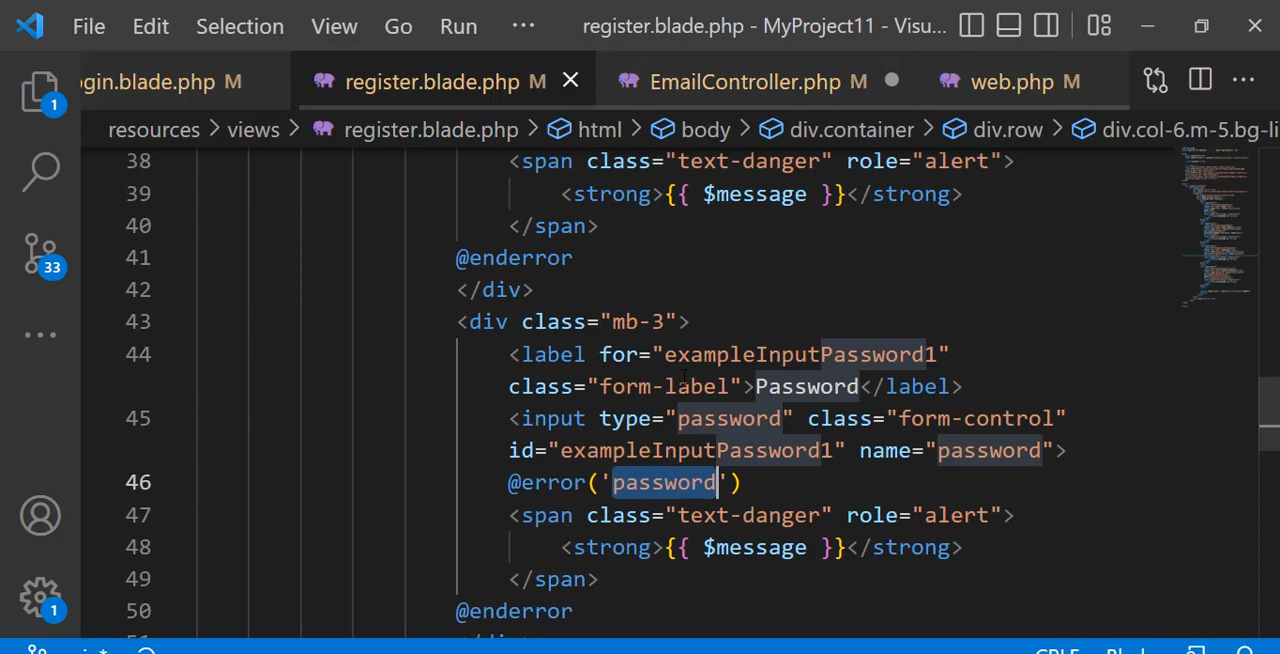 File Edit Selection View Go Run ··· register.blade.php - MyProject11 - Visu...
gin.blade.php M register.blade.php M EmailController.php M web.php M ···
resources > views > register.blade.php > html > body > div.container > div.row > div.col-6.m-5.bg-li
38 <span class="text-danger" role="alert">
39 <strong>{{ $message }}</strong>
40 </span>
41 @enderror
42 </div>
43 <div class="mb-3">
44 <label for="exampleInputPassword1"
class="form-label">Password</label>
45 <input type="password" class="form-control"
id="exampleInputPassword1" name="password">
46 @error('password')
47 <span class="text-danger" role="alert">
48 <strong>{{ $message }}</strong>
49 </span>
50 @enderror
1
33
1